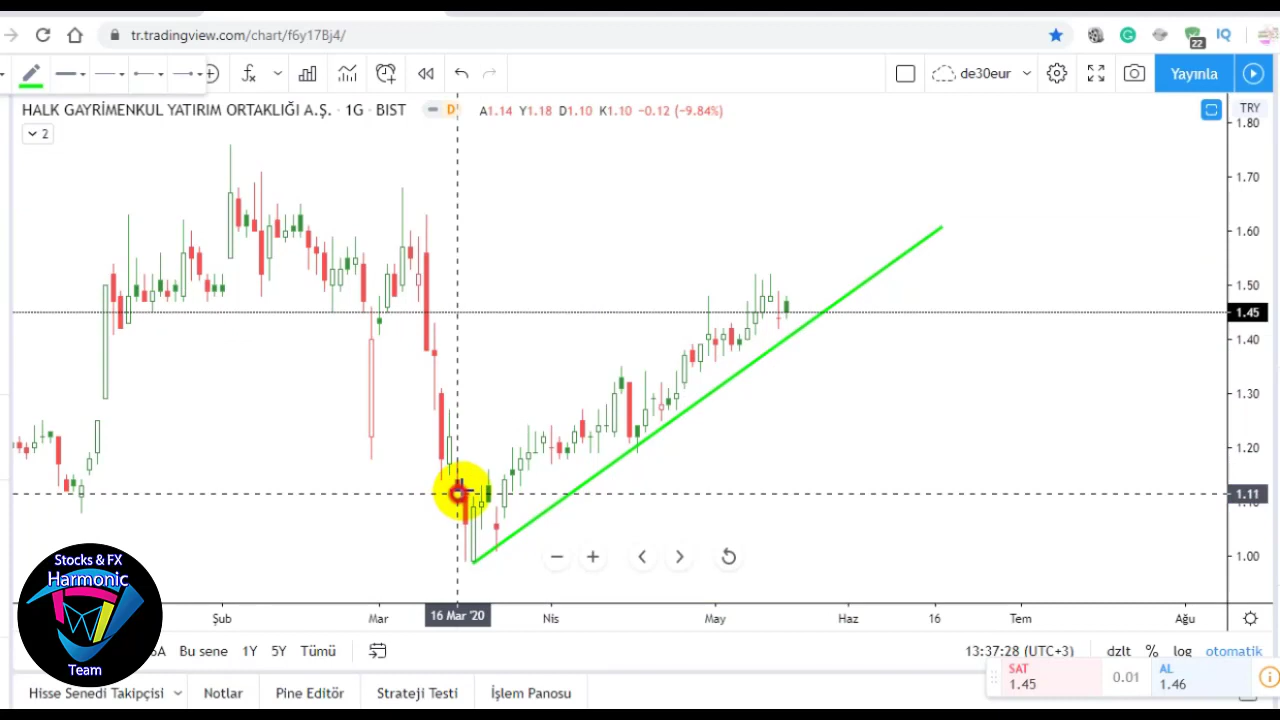 tr.tradingview.com/chart/f6y17Bj4/
22
IQ
de30eur
Yayınla
HALK GAYRİMENKUL YATIRIM ORTAKLIĞI A.Ş. · 1G · BIST
D
A1.14 Y1.18 D1.10 K1.10 −0.12 (−9.84%)
TRY
2
1.80
1.70
1.60
1.50
1.45
1.40
1.30
1.20
1.11
1.00
Şub
Mar
16 Mar '20
Nis
May
Haz
16
Tem
Ağu
Stocks & FX
Harmonic
Team
Bu sene 1Y 5Y Tümü
13:37:28 (UTC+3)
dzlt % log otomatik
SAT
1.45
0.01
AL
1.46
Hisse Senedi Takipçisi
Notlar
Pine Editör
Strateji Testi
İşlem Panosu